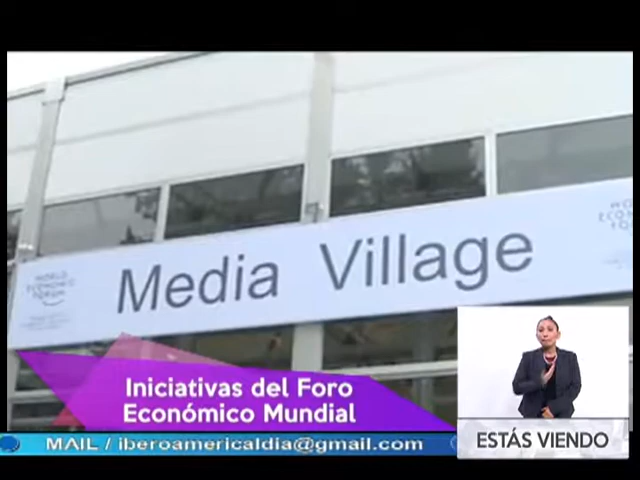 Media Village
WORLD
ECONOMIC
FORUM
Iniciativas del Foro
Económico Mundial
ESTÁS VIENDO
MAIL / iberoamericaldia@gmail.com